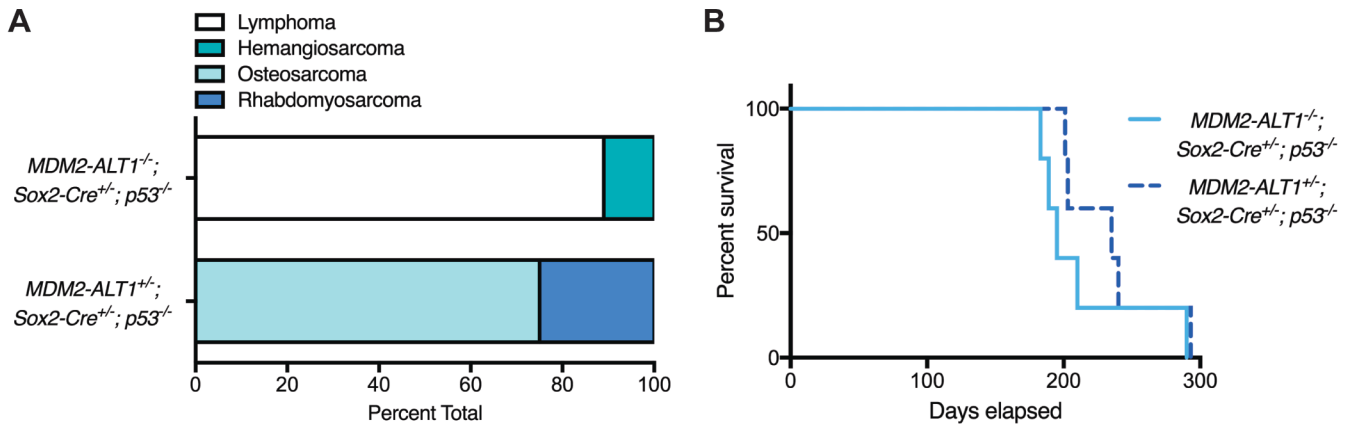 A
Lymphoma
Hemangiosarcoma
Osteosarcoma
Rhabdomyosarcoma
MDM2-ALT1-/-;
Sox2-Cre+/-; p53-/-
MDM2-ALT1+/-;
Sox2-Cre+/-; p53-/-
0 20 40 60 80 100
Percent Total
B
Percent survival
100
50
0
0 100 200 300
Days elapsed
MDM2-ALT1-/-;
Sox2-Cre+/-; p53-/-
MDM2-ALT1+/-;
Sox2-Cre+/-; p53-/-